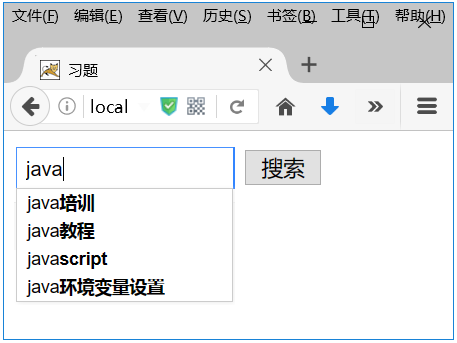 文件(F) 编辑(E) 查看(V) 历史(S) 书签(B) 工具(T) 帮助(H)
习题
local
java 搜索
java培训
java教程
javascript
java环境变量设置